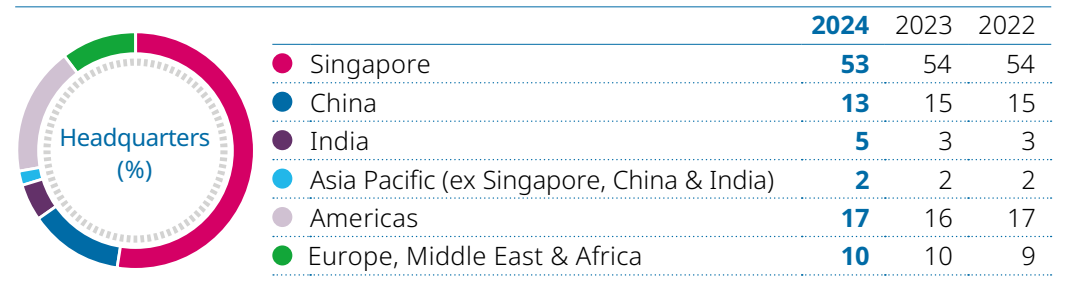 Headquarters
(%)
2024 2023 2022
Singapore 53 54 54
China 13 15 15
India 5 3 3
Asia Pacific (ex Singapore, China & India) 2 2 2
Americas 17 16 17
Europe, Middle East & Africa 10 10 9